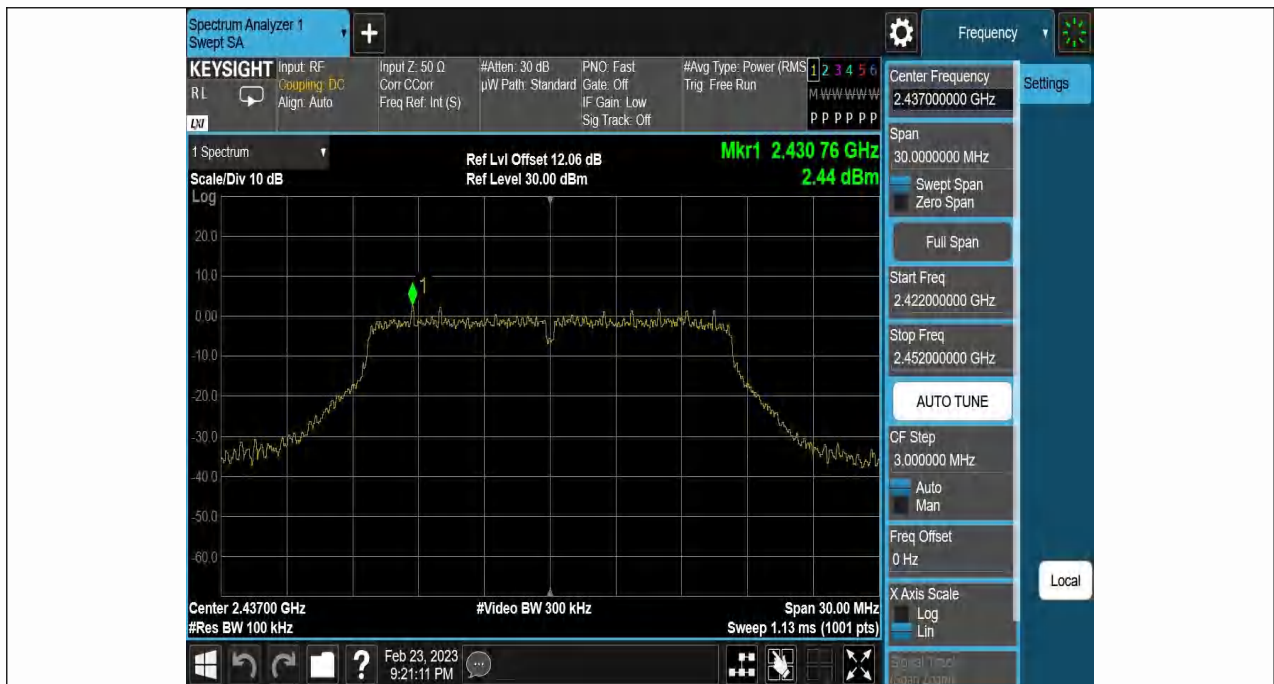 Spectrum Analyzer 1
Swept SA
+
Frequency
KEYSIGHT
RL
LXI
Input: RF
Coupling: DC
Align: Auto
Input Z: 50 Ω
Corr CCorr
Freq Ref: Int (S)
#Atten: 30 dB
µW Path: Standard
PNO: Fast
Gate: Off
IF Gain: Low
Sig Track: Off
#Avg Type: Power (RMS
Trig: Free Run
1 2 3 4 5 6
M W W W W W
P P P P P P
1 Spectrum
Scale/Div 10 dB
Log
Ref Lvl Offset 12.06 dB
Ref Level 30.00 dBm
Mkr1 2.430 76 GHz
2.44 dBm
20.0
10.0
1
0.00
-10.0
-20.0
-30.0
-40.0
-50.0
-60.0
Center 2.43700 GHz
#Res BW 100 kHz
#Video BW 300 kHz
Span 30.00 MHz
Sweep 1.13 ms (1001 pts)
Center Frequency
2.437000000 GHz
Settings
Span
30.0000000 MHz
Swept Span
Zero Span
Full Span
Start Freq
2.422000000 GHz
Stop Freq
2.452000000 GHz
AUTO TUNE
CF Step
3.000000 MHz
Auto
Man
Freq Offset
0 Hz
X Axis Scale
Log
Lin
Signal Track
(Span Zoom)
Local
?
Feb 23, 2023
9:21:11 PM